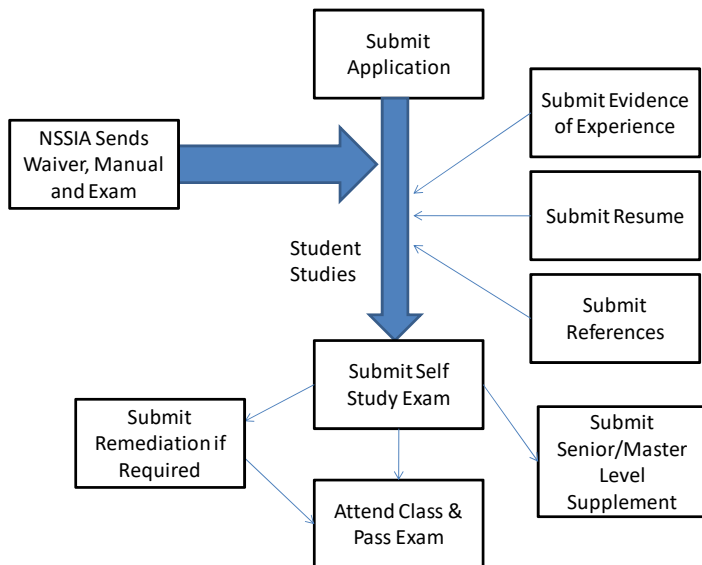 Submit
Application
Submit Evidence
of Experience
NSSIA Sends
Waiver, Manual
and Exam
Submit Resume
Student
Studies
Submit
References
Submit Self
Study Exam
Submit
Remediation if
Required
Submit
Senior/Master
Level
Supplement
Attend Class &
Pass Exam